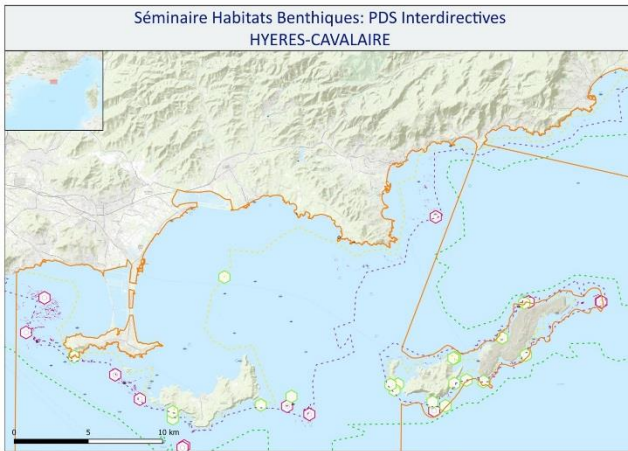 Séminaire Habitats Benthiques: PDS Interdirectives
HYERES-CAVALAIRE
0 5 10 km